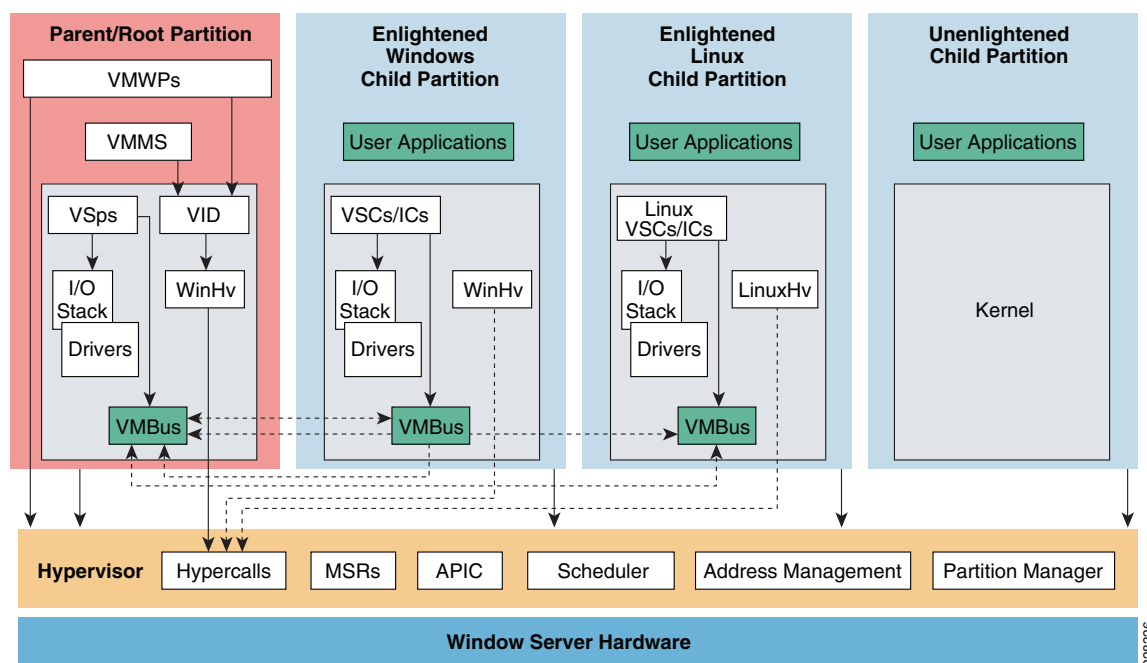 Parent/Root Partition
VMWPs
VMMS
VSps
VID
I/O
Stack
WinHv
Drivers
VMBus
Enlightened
Windows
Child Partition
User Applications
VSCs/ICs
I/O
Stack
WinHv
Drivers
VMBus
Enlightened
Linux
Child Partition
User Applications
Linux
VSCs/ICs
I/O
Stack
LinuxHv
Drivers
VMBus
Unenlightened
Child Partition
User Applications
Kernel
Hypervisor
Hypercalls
MSRs
APIC
Scheduler
Address Management
Partition Manager
Window Server Hardware